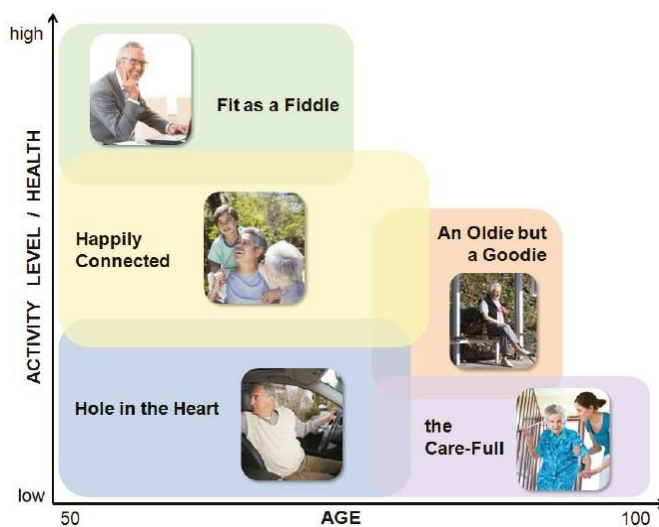 high
ACTIVITY LEVEL / HEALTH
Fit as a Fiddle
Happily
Connected
An Oldie but
a Goodie
Hole in the Heart
the
Care-Full
low
50
AGE
100